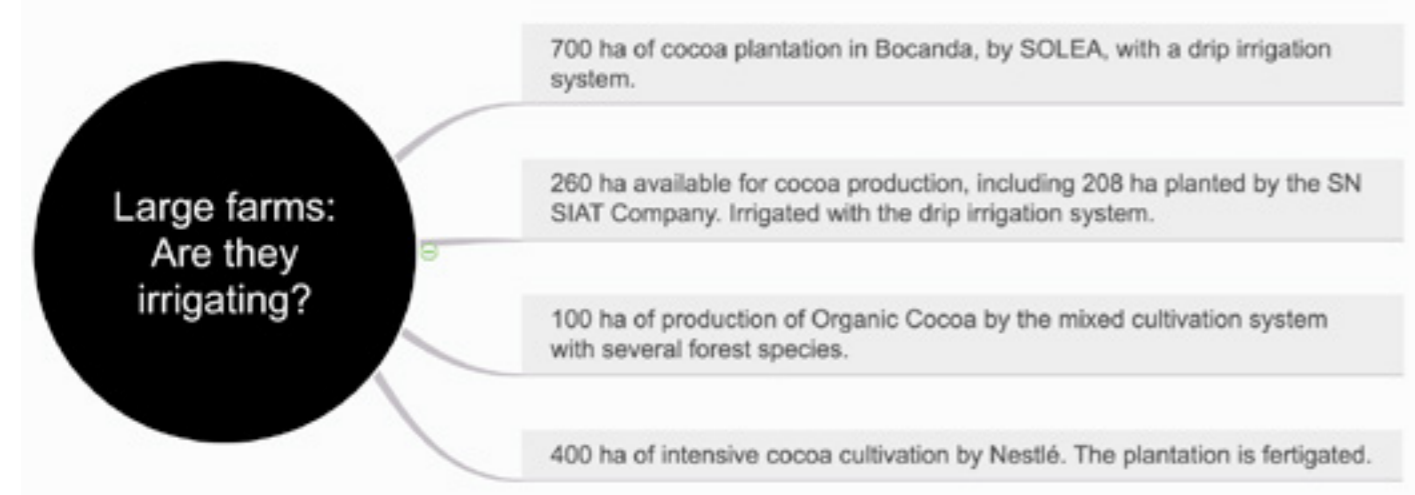 Large farms:
Are they
irrigating?
700 ha of cocoa plantation in Bocanda, by SOLEA, with a drip irrigation
system.
260 ha available for cocoa production, including 208 ha planted by the SN
SIAT Company. Irrigated with the drip irrigation system.
100 ha of production of Organic Cocoa by the mixed cultivation system
with several forest species.
400 ha of intensive cocoa cultivation by Nestlé. The plantation is fertigated.